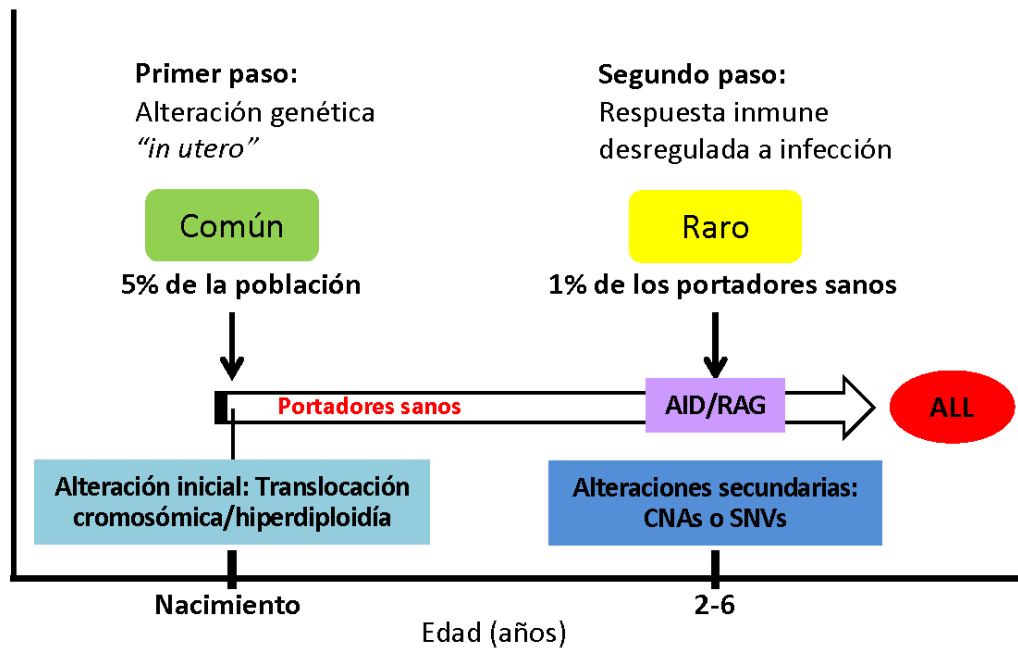 Primer paso:
Alteración genética
“in utero”
Común
5% de la población
Segundo paso:
Respuesta inmune
desregulada a infección
Raro
1% de los portadores sanos
Portadores sanos
AID/RAG
ALL
Alteración inicial: Translocación
cromosómica/hiperdiploidía
Alteraciones secundarias:
CNAs o SNVs
Nacimiento
2-6
Edad (años)